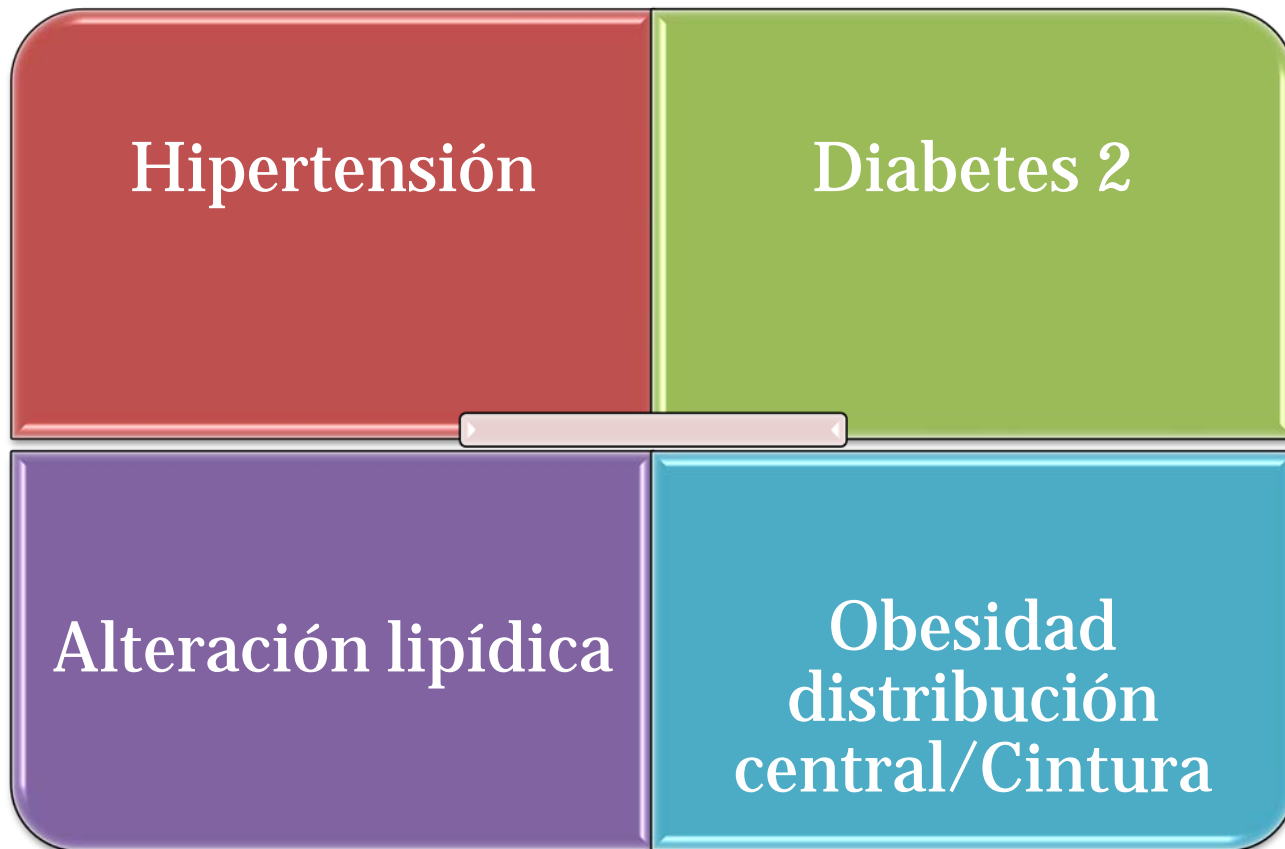 Hipertensión
Diabetes 2
Alteración lipídica
Obesidad
distribución
central/Cintura